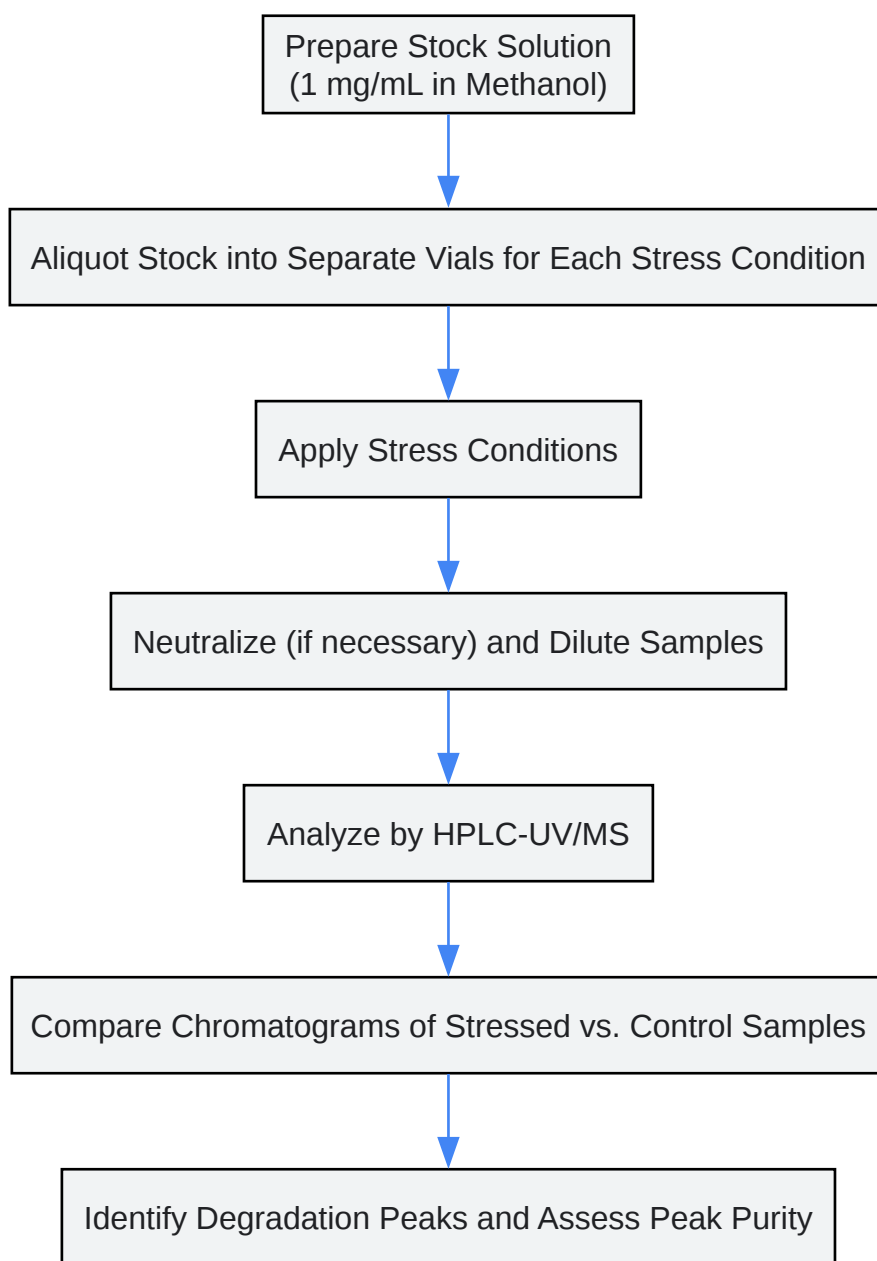 Prepare Stock Solution
(1 mg/mL in Methanol)
Aliquot Stock into Separate Vials for Each Stress Condition
Apply Stress Conditions
Neutralize (if necessary) and Dilute Samples
Analyze by HPLC-UV/MS
Compare Chromatograms of Stressed vs. Control Samples
Identify Degradation Peaks and Assess Peak Purity